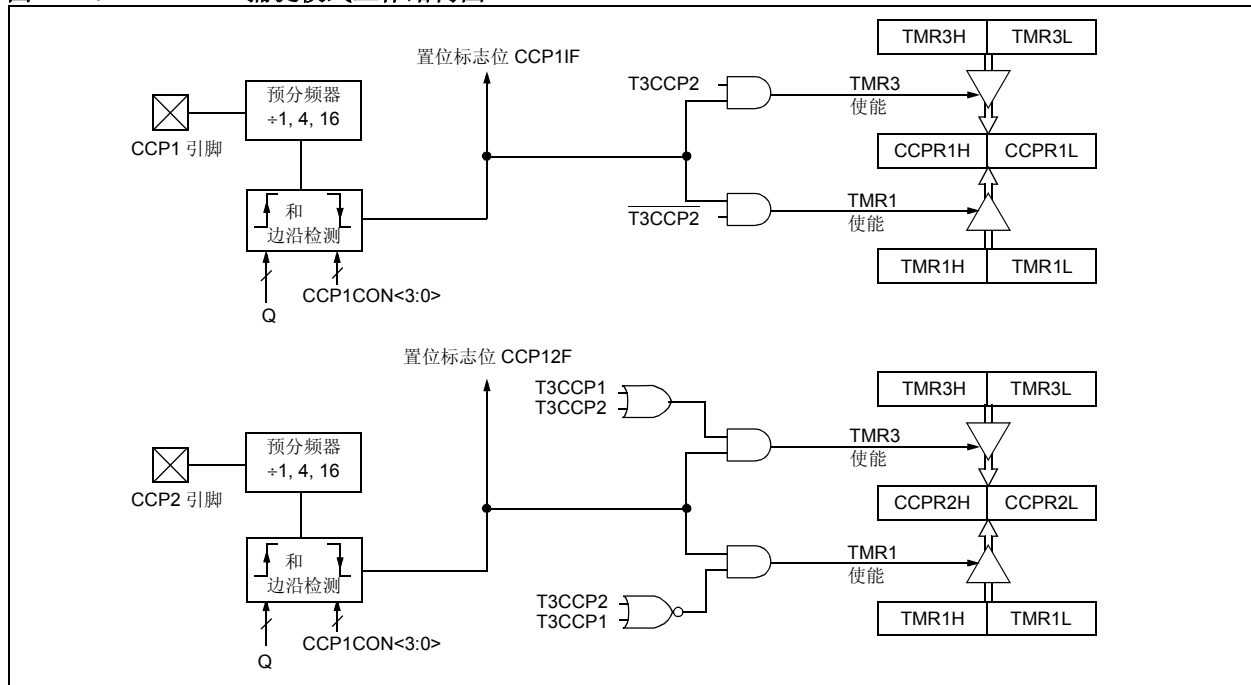 置位标志位 CCP1IF
TMR3H TMR3L
T3CCP2
TMR3
使能
预分频器
÷1, 4, 16
CCP1 引脚
CCPR1H CCPR1L
和
边沿检测
T3CCP2
TMR1
使能
TMR1H TMR1L
CCP1CON<3:0>
Q
置位标志位 CCP12F
T3CCP1
T3CCP2
TMR3H TMR3L
TMR3
使能
预分频器
÷1, 4, 16
CCP2 引脚
CCPR2H CCPR2L
和
边沿检测
TMR1
使能
T3CCP2
T3CCP1
TMR1H TMR1L
CCP1CON<3:0>
Q